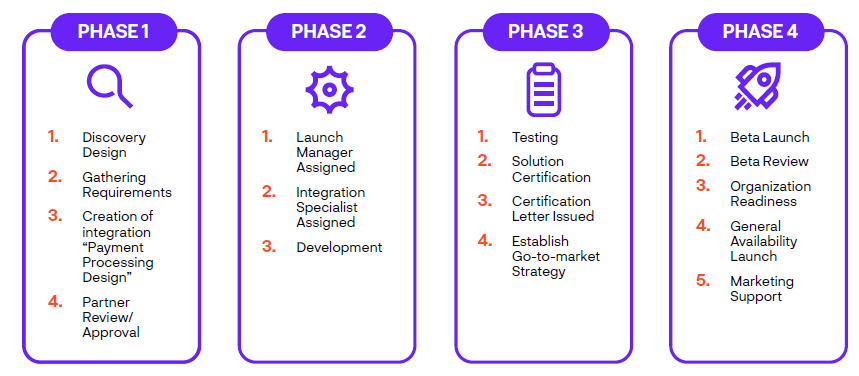 PHASE 1
1. Discovery
Design
2. Gathering
Requirements
3. Creation of
integration
“Payment
Processing
Design”
4. Partner
Review/
Approval
PHASE 2
1. Launch
Manager
Assigned
2. Integration
Specialist
Assigned
3. Development
PHASE 3
1. Testing
2. Solution
Certification
3. Certification
Letter Issued
4. Establish
Go-to-market
Strategy
PHASE 4
1. Beta Launch
2. Beta Review
3. Organization
Readiness
4. General
Availability
Launch
5. Marketing
Support